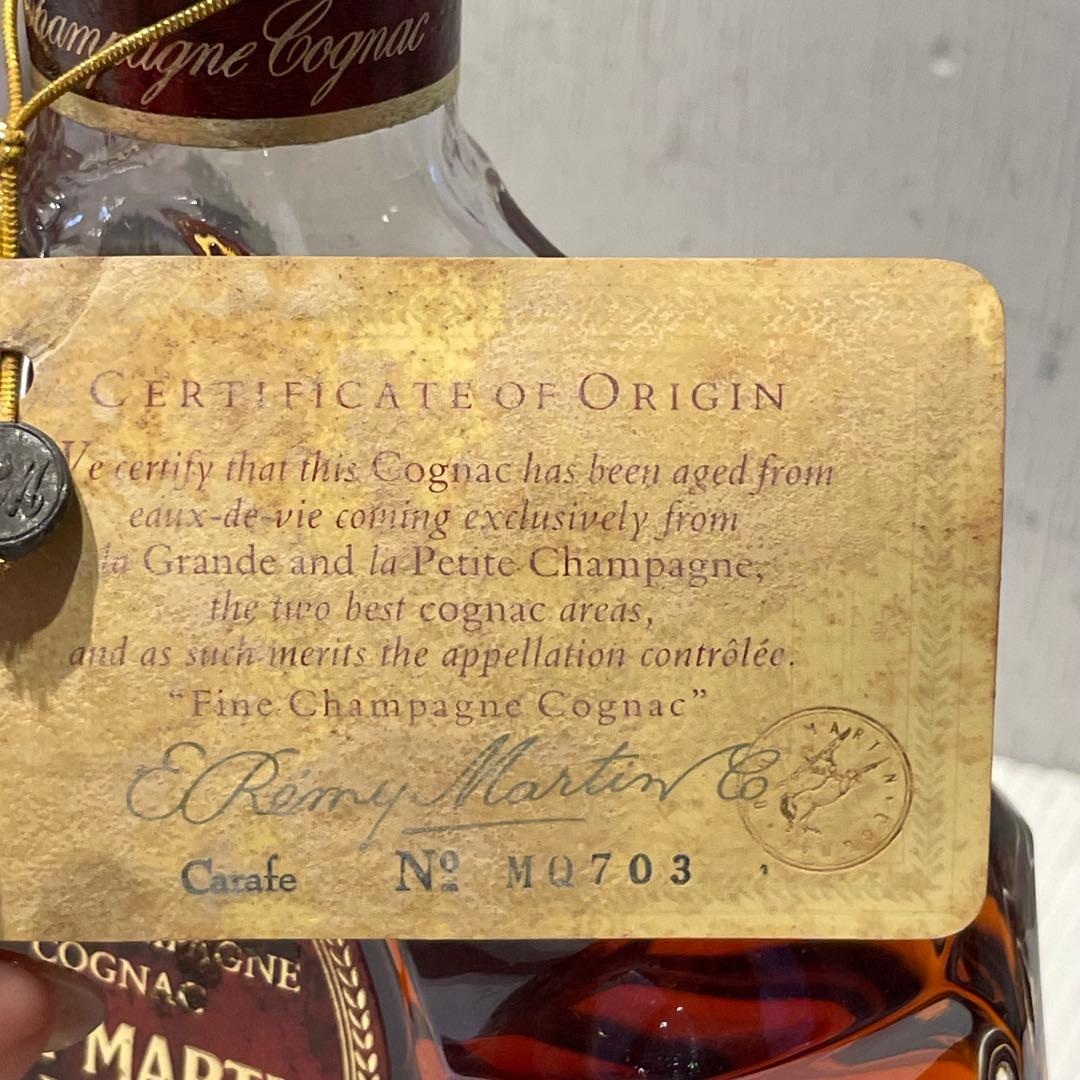 Champagne Cognac
CERTIFICATE OF ORIGIN
We certify that this Cognac has been aged from
eaux-de-vie coming exclusively from
la Grande and la Petite Champagne,
the two best cognac areas,
and as such merits the appellation contrôlée.
"Fine Champagne Cognac"
E Rémy Martin & Co
Carafe Nº MQ703
COGNAC